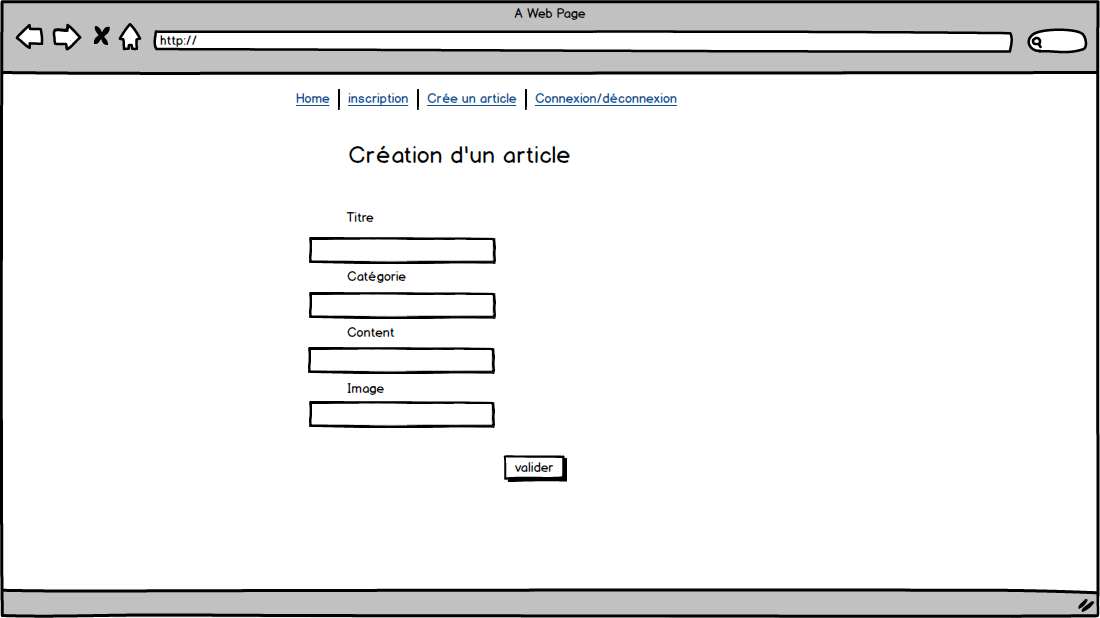 A Web Page
http://
Home inscription Crée un article Connexion/déconnexion
Création d'un article
Titre
Catégorie
Content
Image
valider